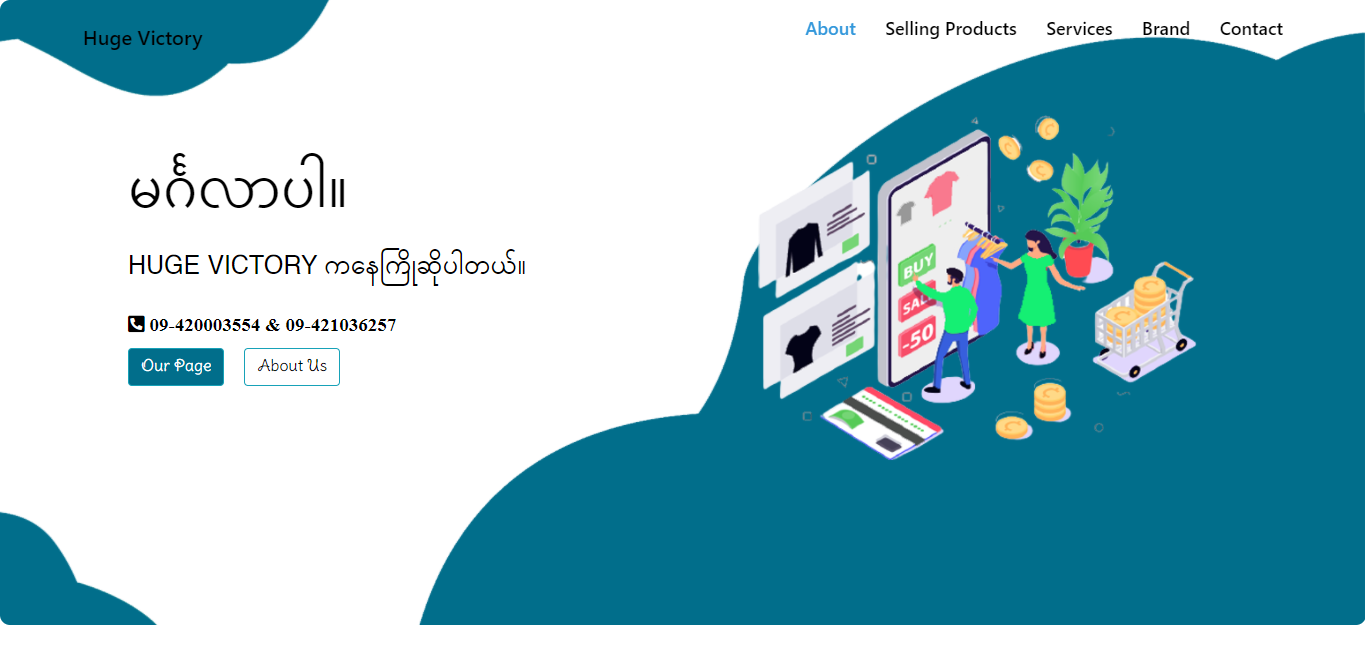 Huge Victory
About Selling Products Services Brand Contact
မင်္ဂလာပါ။
HUGE VICTORY ကနေကြိုဆိုပါတယ်။
09-420003554 & 09-421036257
Our Page About Us
BUY
SALE
-50